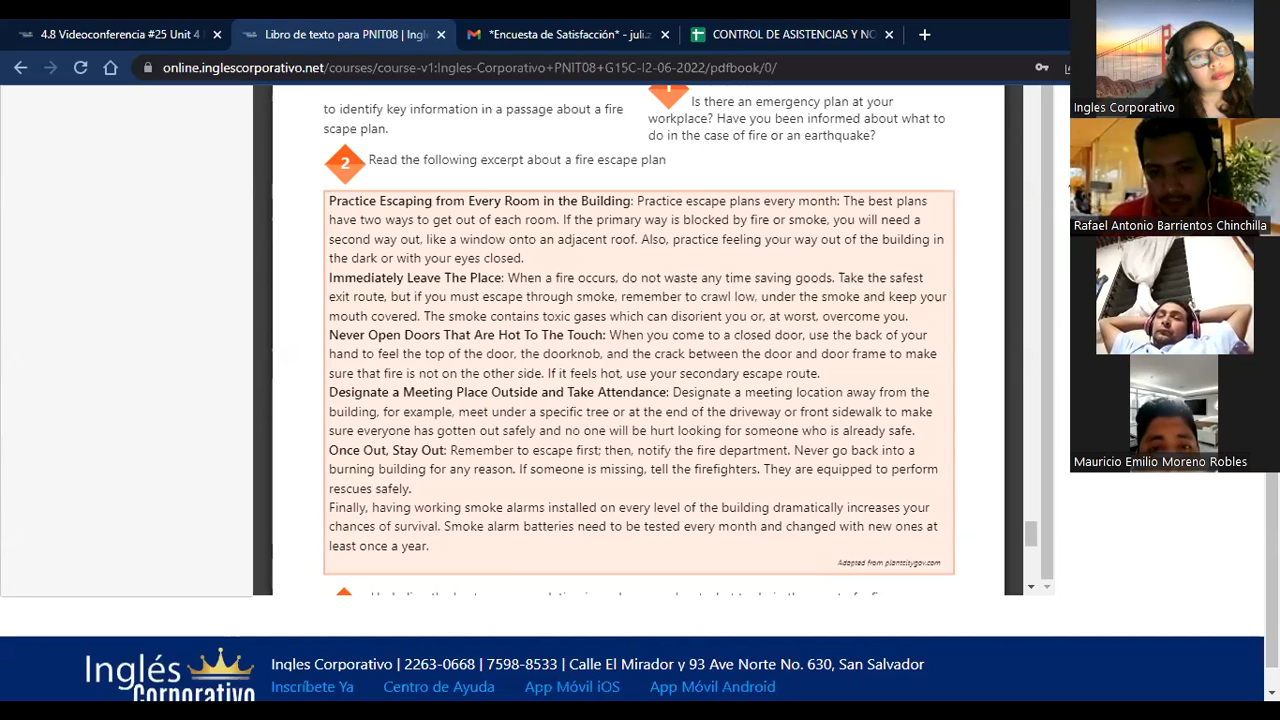 4.8 Videoconferencia #25 Unit 4
Libro de texto para PNIT08 | Ingl
*Encuesta de Satisfacción* - juli.z
CONTROL DE ASISTENCIAS Y NO
online.inglescorporativo.net/courses/course-v1:Ingles-Corporativo+PNIT08+G15C-I2-06-2022/pdfbook/0/
Ingles Corporativo
Rafael Antonio Barrientos Chinchilla
Mauricio Emilio Moreno Robles
to identify key information in a passage about a fire
scape plan.
1
Is there an emergency plan at your
workplace? Have you been informed about what to
do in the case of fire or an earthquake?
2 Read the following excerpt about a fire escape plan
Practice Escaping from Every Room in the Building: Practice escape plans every month: The best plans
have two ways to get out of each room. If the primary way is blocked by fire or smoke, you will need a
second way out, like a window onto an adjacent roof. Also, practice feeling your way out of the building in
the dark or with your eyes closed.
Immediately Leave The Place: When a fire occurs, do not waste any time saving goods. Take the safest
exit route, but if you must escape through smoke, remember to crawl low, under the smoke and keep your
mouth covered. The smoke contains toxic gases which can disorient you or, at worst, overcome you.
Never Open Doors That Are Hot To The Touch: When you come to a closed door, use the back of your
hand to feel the top of the door, the doorknob, and the crack between the door and door frame to make
sure that fire is not on the other side. If it feels hot, use your secondary escape route.
Designate a Meeting Place Outside and Take Attendance: Designate a meeting location away from the
building, for example, meet under a specific tree or at the end of the driveway or front sidewalk to make
sure everyone has gotten out safely and no one will be hurt looking for someone who is already safe.
Once Out, Stay Out: Remember to escape first; then, notify the fire department. Never go back into a
burning building for any reason. If someone is missing, tell the firefighters. They are equipped to perform
rescues safely.
Finally, having working smoke alarms installed on every level of the building dramatically increases your
chances of survival. Smoke alarm batteries need to be tested every month and changed with new ones at
least once a year.
Adapted from plantcitygov.com
Inglés
Corporativo
Ingles Corporativo | 2263-0668 | 7598-8533 | Calle El Mirador y 93 Ave Norte No. 630, San Salvador
Inscríbete Ya
Centro de Ayuda
App Móvil iOS
App Móvil Android